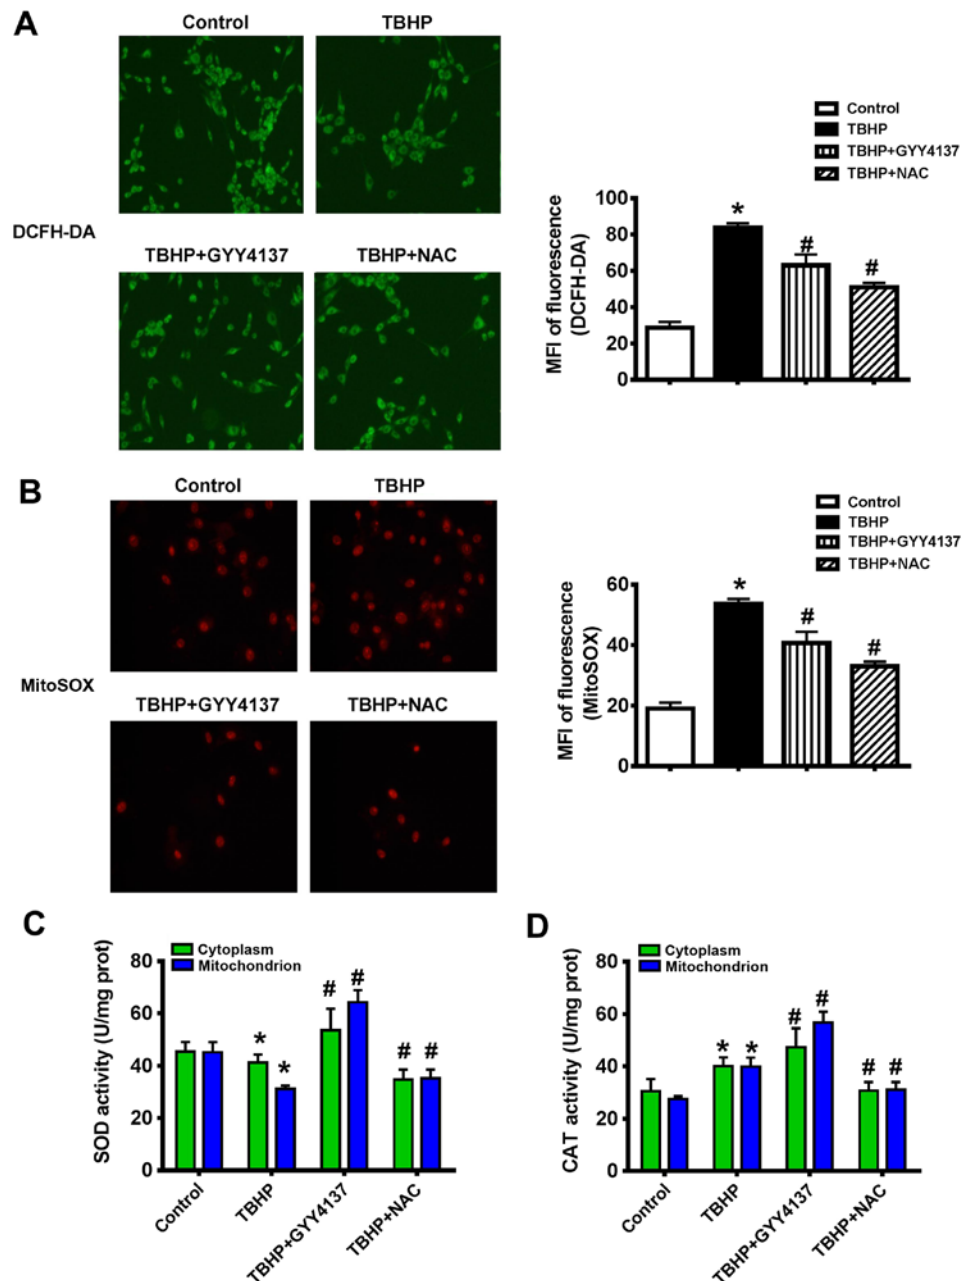 A
Control
TBHP
DCFH-DA
TBHP+GYY4137
TBHP+NAC
Control
TBHP
TBHP+GYY4137
TBHP+NAC
MFI of fluorescence
(DCFH-DA)
100
80
60
40
20
0
*
#
#
B
Control
TBHP
MitoSOX
TBHP+GYY4137
TBHP+NAC
Control
TBHP
TBHP+GYY4137
TBHP+NAC
MFI of fluorescence
(MitoSOX)
60
40
20
0
*
#
#
C
Cytoplasm
Mitochondrion
SOD activity (U/mg prot)
80
60
40
20
0
* * # # # #
Control
TBHP
TBHP+GYY4137
TBHP+NAC
D
Cytoplasm
Mitochondrion
CAT activity (U/mg prot)
80
60
40
20
0
* * # # # #
Control
TBHP
TBHP+GYY4137
TBHP+NAC